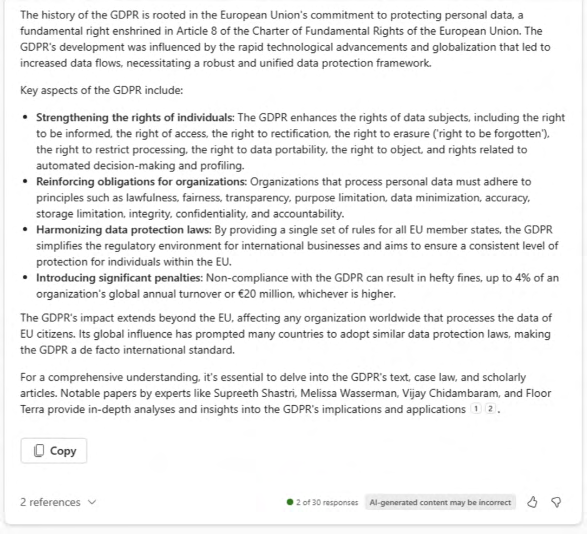 The history of the GDPR is rooted in the European Union's commitment to protecting personal data, a
fundamental right enshrined in Article 8 of the Charter of Fundamental Rights of the European Union. The
GDPR's development was influenced by the rapid technological advancements and globalization that led to
increased data flows, necessitating a robust and unified data protection framework.
Key aspects of the GDPR include:
• Strengthening the rights of individuals: The GDPR enhances the rights of data subjects, including the right
to be informed, the right of access, the right to rectification, the right to erasure ('right to be forgotten'),
the right to restrict processing, the right to data portability, the right to object, and rights related to
automated decision-making and profiling.
• Reinforcing obligations for organizations: Organizations that process personal data must adhere to
principles such as lawfulness, fairness, transparency, purpose limitation, data minimization, accuracy,
storage limitation, integrity, confidentiality, and accountability.
• Harmonizing data protection laws: By providing a single set of rules for all EU member states, the GDPR
simplifies the regulatory environment for international businesses and aims to ensure a consistent level of
protection for individuals within the EU.
• Introducing significant penalties: Non-compliance with the GDPR can result in hefty fines, up to 4% of an
organization's global annual turnover or €20 million, whichever is higher.
The GDPR's impact extends beyond the EU, affecting any organization worldwide that processes the data of
EU citizens. Its global influence has prompted many countries to adopt similar data protection laws, making
the GDPR a de facto international standard.
For a comprehensive understanding, it's essential to delve into the GDPR's text, case law, and scholarly
articles. Notable papers by experts like Supreeth Shastri, Melissa Wasserman, Vijay Chidambaram, and Floor
Terra provide in-depth analyses and insights into the GDPR's implications and applications 1 2 .
Copy
2 references 2 of 30 responses AI-generated content may be incorrect